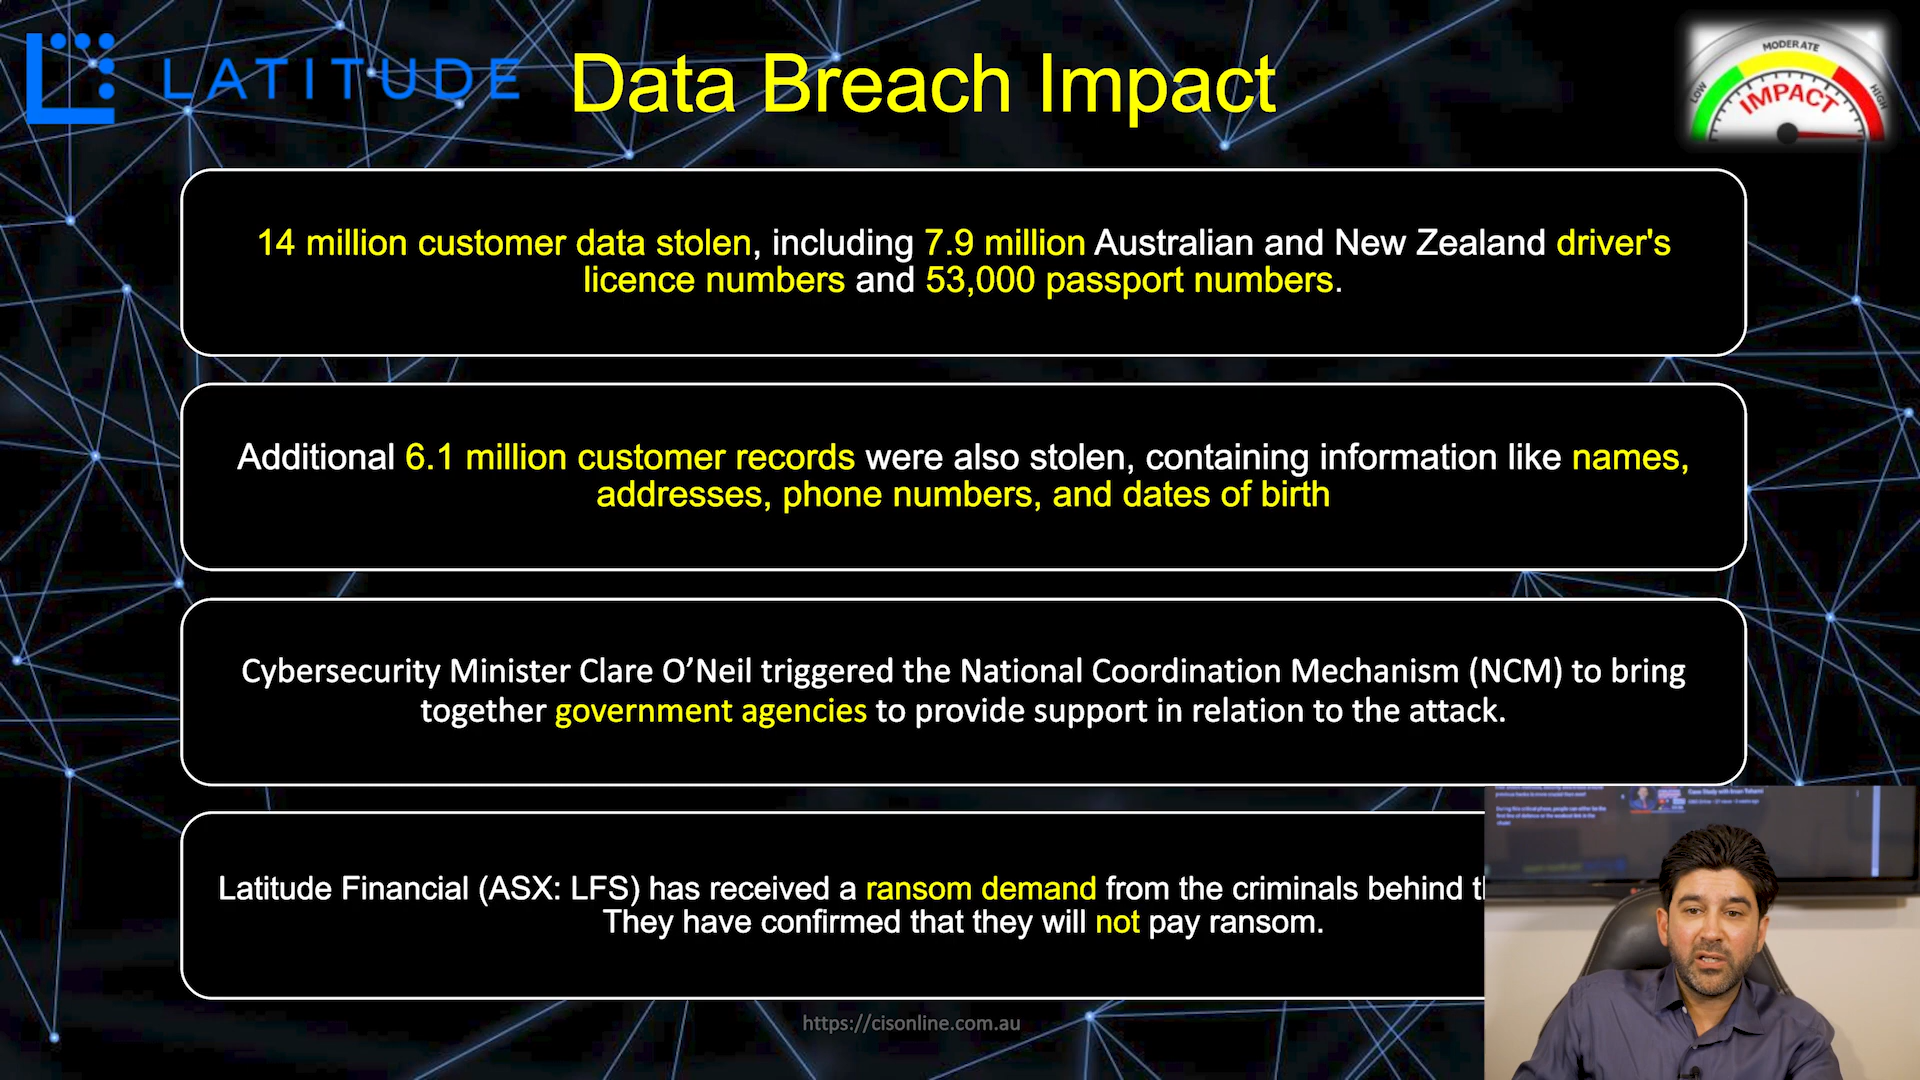 LATITUDE
Data Breach Impact
LOW
MODERATE
HIGH
IMPACT
14 million customer data stolen, including 7.9 million Australian and New Zealand driver's
licence numbers and 53,000 passport numbers.
Additional 6.1 million customer records were also stolen, containing information like names,
addresses, phone numbers, and dates of birth
Cybersecurity Minister Clare O’Neil triggered the National Coordination Mechanism (NCM) to bring
together government agencies to provide support in relation to the attack.
Latitude Financial (ASX: LFS) has received a ransom demand from the criminals behind
They have confirmed that they will not pay ransom.
https://cisonline.com.au